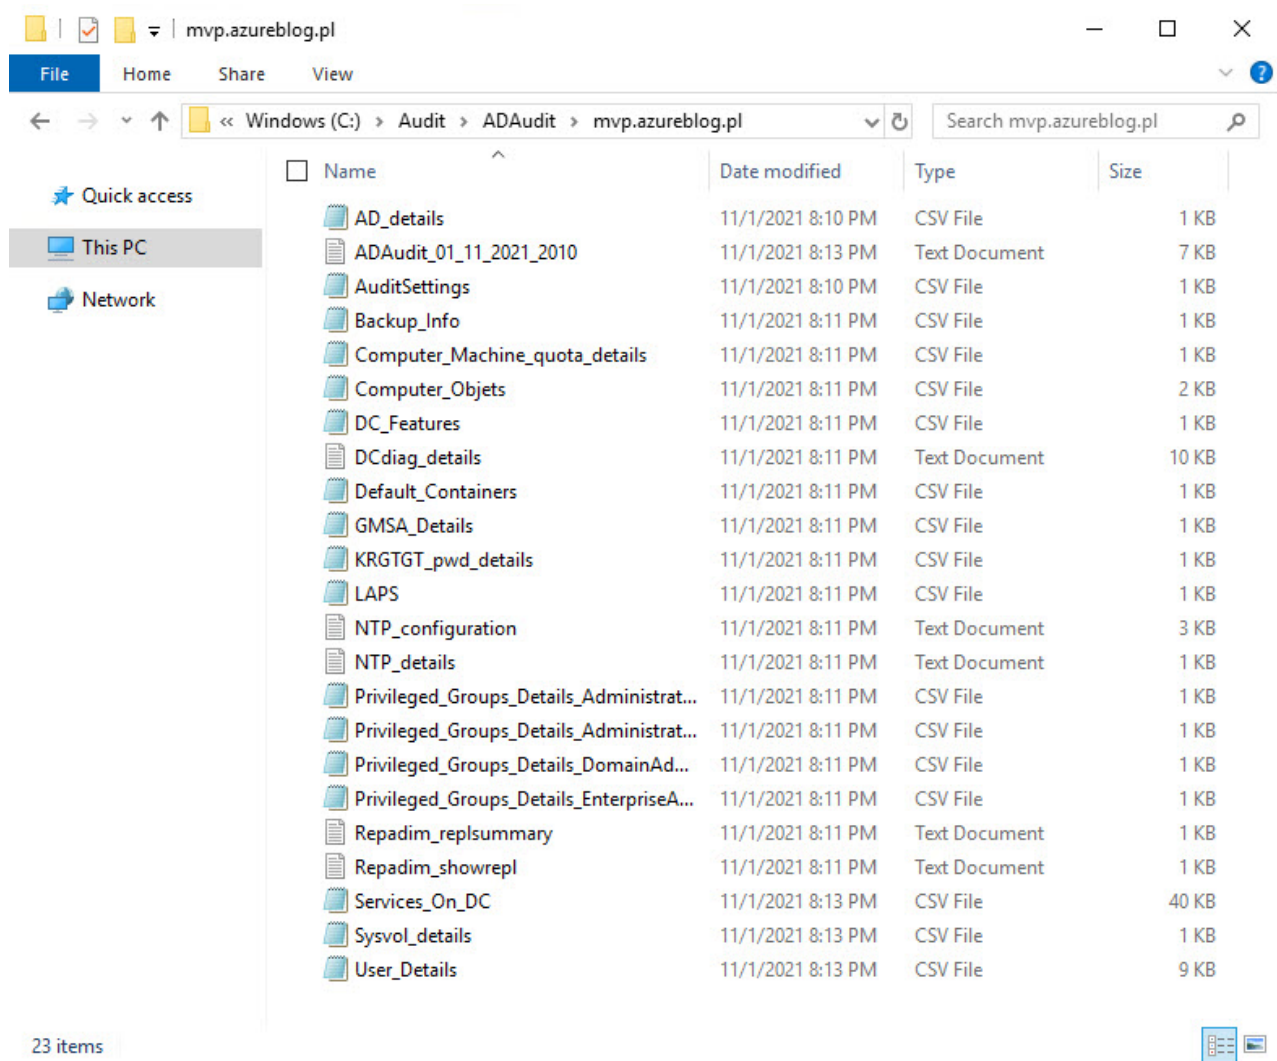 mvp.azureblog.pl
File Home Share View
« Windows (C:) > Audit > ADAudit > mvp.azureblog.pl Search mvp.azureblog.pl
Name Date modified Type Size
Quick access
This PC
Network
AD_details 11/1/2021 8:10 PM CSV File 1 KB
ADAudit_01_11_2021_2010 11/1/2021 8:13 PM Text Document 7 KB
AuditSettings 11/1/2021 8:10 PM CSV File 1 KB
Backup_Info 11/1/2021 8:11 PM CSV File 1 KB
Computer_Machine_quota_details 11/1/2021 8:11 PM CSV File 1 KB
Computer_Objets 11/1/2021 8:11 PM CSV File 2 KB
DC_Features 11/1/2021 8:11 PM CSV File 1 KB
DCdiag_details 11/1/2021 8:11 PM Text Document 10 KB
Default_Containers 11/1/2021 8:11 PM CSV File 1 KB
GMSA_Details 11/1/2021 8:11 PM CSV File 1 KB
KRGTGT_pwd_details 11/1/2021 8:11 PM CSV File 1 KB
LAPS 11/1/2021 8:11 PM CSV File 1 KB
NTP_configuration 11/1/2021 8:11 PM Text Document 3 KB
NTP_details 11/1/2021 8:11 PM Text Document 1 KB
Privileged_Groups_Details_Administrat... 11/1/2021 8:11 PM CSV File 1 KB
Privileged_Groups_Details_Administrat... 11/1/2021 8:11 PM CSV File 1 KB
Privileged_Groups_Details_DomainAd... 11/1/2021 8:11 PM CSV File 1 KB
Privileged_Groups_Details_EnterpriseA... 11/1/2021 8:11 PM CSV File 1 KB
Repadim_replsummary 11/1/2021 8:11 PM Text Document 1 KB
Repadim_showrepl 11/1/2021 8:11 PM Text Document 1 KB
Services_On_DC 11/1/2021 8:13 PM CSV File 40 KB
Sysvol_details 11/1/2021 8:13 PM CSV File 1 KB
User_Details 11/1/2021 8:13 PM CSV File 9 KB
23 items